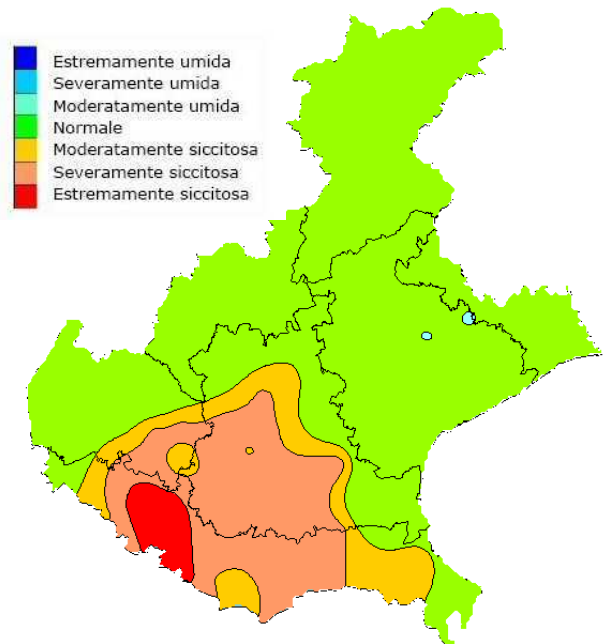 Estremamente umida
Severamente umida
Moderatamente umida
Normale
Moderatamente siccitosa
Severamente siccitosa
Estremamente siccitosa